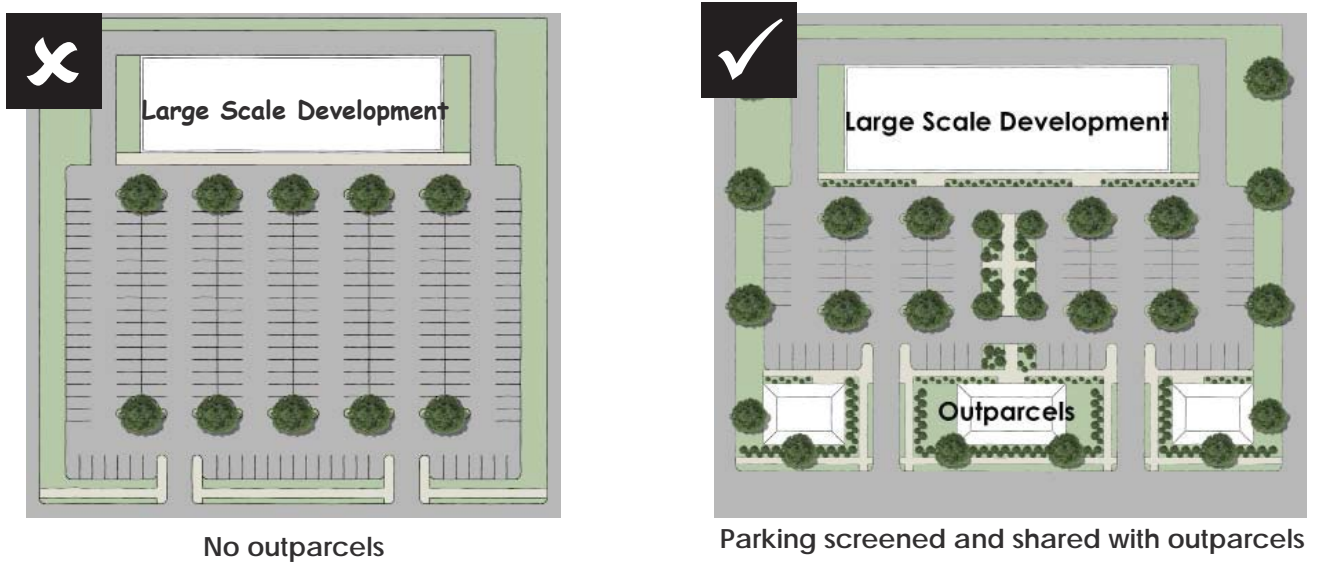 Large Scale Development
No outparcels
Large Scale Development
Outparcels
Parking screened and shared with outparcels